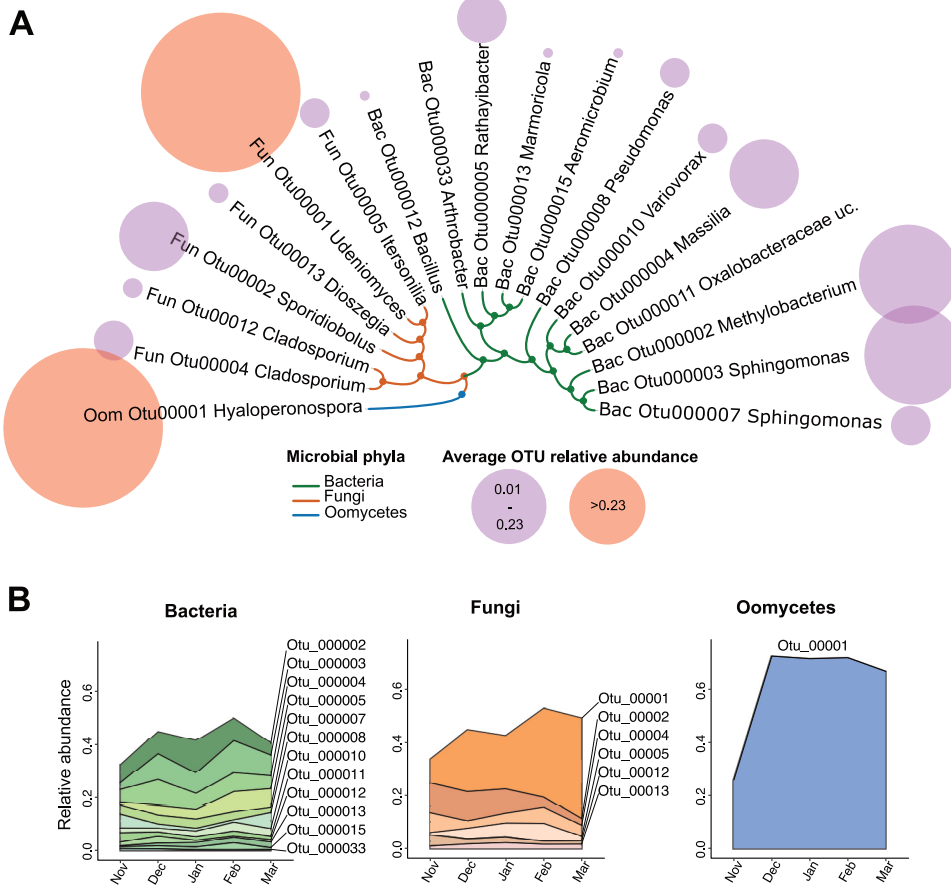 A
Bac Otu000033 Arthrobacter
Bac Otu000005 Rathayibacter
Bac Otu000013 Marmoricola
Bac Otu000015 Aeromicrobium
Bac Otu000012 Bacillus
Bac Otu000008 Pseudomonas
Fun Otu00005 Itersonilia
Bac Otu000010 Variovorax
Fun Otu00001 Udeniomyces
Bac Otu000004 Massilia
Fun Otu00013 Dioszegia
Bac Otu000011 Oxalobacteraceae uc.
Fun Otu00002 Sporidiobolus
Bac Otu000002 Methylobacterium
Fun Otu00012 Cladosporium
Bac Otu000003 Sphingomonas
Fun Otu00004 Cladosporium
Bac Otu000007 Sphingomonas
Oom Otu00001 Hyaloperonospora
Microbial phyla
Bacteria
Fungi
Oomycetes
Average OTU relative abundance
0.01
-
0.23
>0.23
B
Bacteria
Relative abundance
0.6
0.4
0.2
0.0
Nov
Dec
Jan
Feb
Mar
Otu_000002
Otu_000003
Otu_000004
Otu_000005
Otu_000007
Otu_000008
Otu_000010
Otu_000011
Otu_000012
Otu_000013
Otu_000015
Otu_000033
Fungi
0.6
0.4
0.2
0.0
Nov
Dec
Jan
Feb
Mar
Otu_00001
Otu_00002
Otu_00004
Otu_00005
Otu_00012
Otu_00013
Oomycetes
Otu_00001
0.6
0.4
0.2
0.0
Nov
Dec
Jan
Feb
Mar